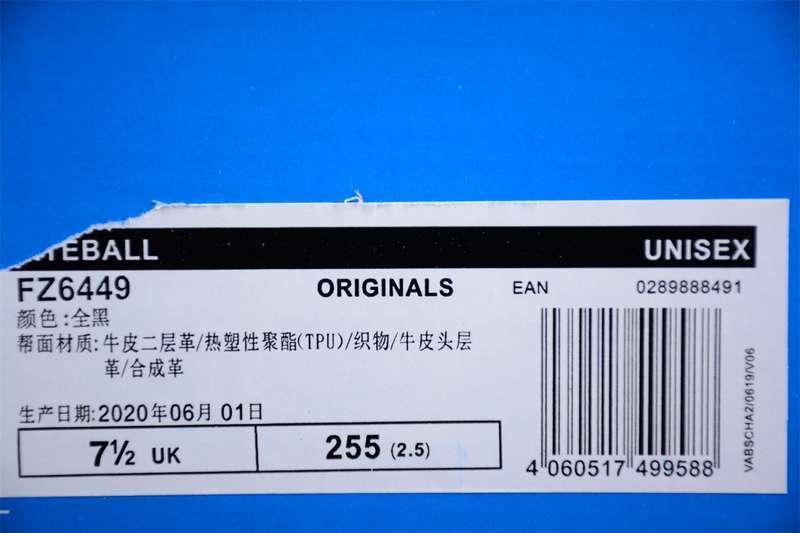 ITEBALL UNISEX
FZ6449 ORIGINALS EAN 0289888491
颜色:全黑
帮面材质:牛皮二层革/热塑性聚酯(TPU)/织物/牛皮头层
革/合成革
生产日期:2020年06月 01日
7½ UK 255 (2.5)
4 060517 499588
VABSCHA2/0619/V06